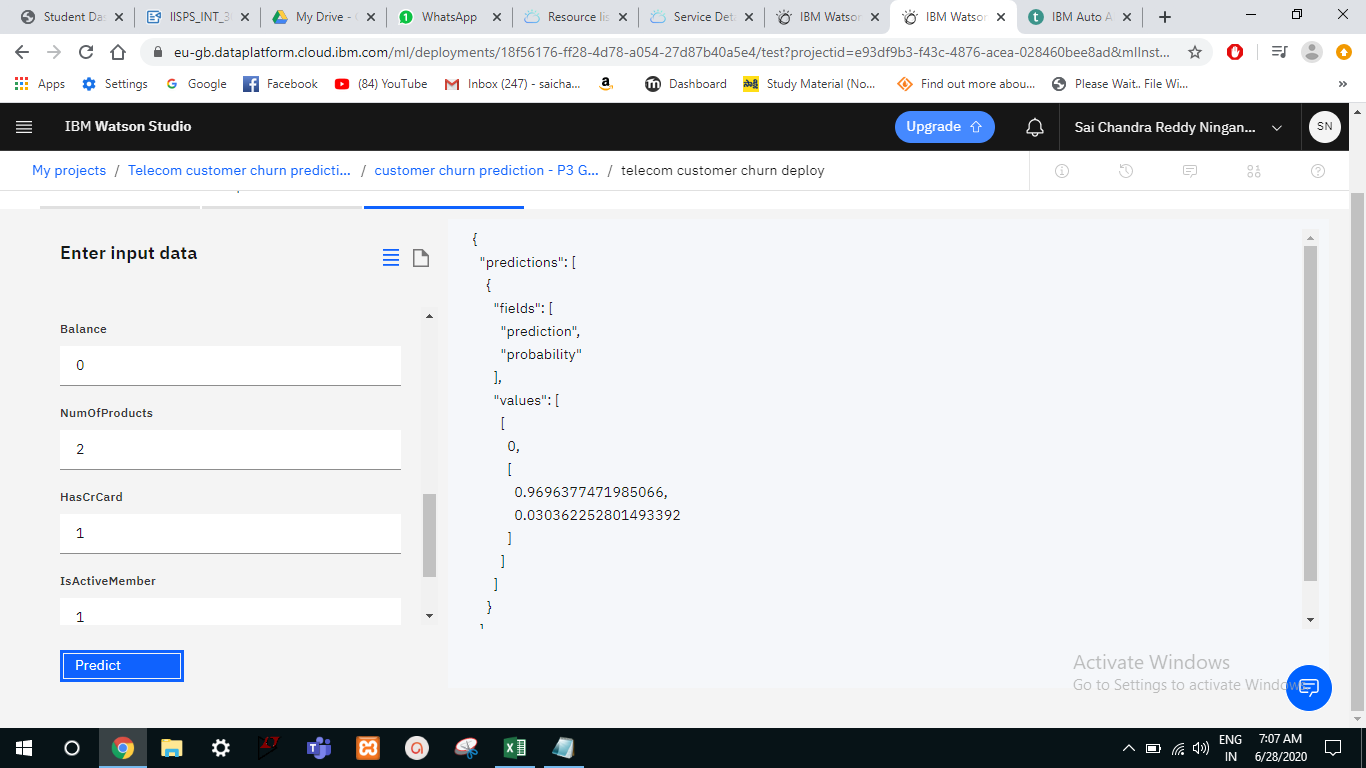 Student Das
IISPS_INT_3
My Drive - G
WhatsApp
Resource lis
Service Deta
IBM Watson
IBM Watson
IBM Auto A
eu-gb.dataplatform.cloud.ibm.com/ml/deployments/18f56176-ff28-4d78-a054-27d87b40a5e4/test?projectid=e93df9b3-f43c-4876-acea-028460bee8ad&mlInst...
Apps
Settings
Google
Facebook
(84) YouTube
Inbox (247) - saicha...
Dashboard
Study Material (No...
Find out more abou...
Please Wait.. File Wi...
IBM Watson Studio
Upgrade
Sai Chandra Reddy Ningan...
SN
My projects / Telecom customer churn predicti... / customer churn prediction - P3 G... / telecom customer churn deploy
Enter input data
Balance
0
NumOfProducts
2
HasCrCard
1
IsActiveMember
1
Predict
{
"predictions": [
{
"fields": [
"prediction",
"probability"
],
"values": [
[
0,
[
0.9696377471985066,
0.030362252801493392
]
]
]
}
]
Activate Windows
Go to Settings to activate Windows.
ENG
IN
7:07 AM
6/28/2020